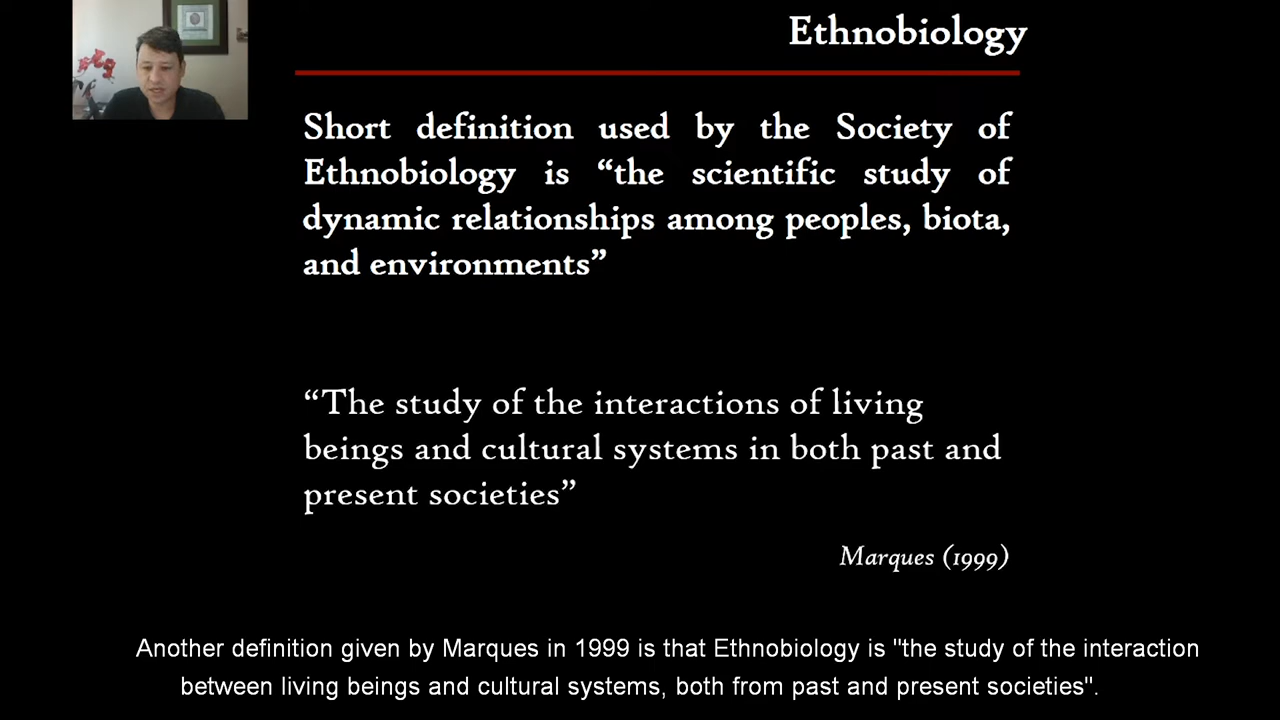 Ethnobiology
Short definition used by the Society of
Ethnobiology is “the scientific study of
dynamic relationships among peoples, biota,
and environments”
“The study of the interactions of living
beings and cultural systems in both past and
present societies”
Marques (1999)
Another definition given by Marques in 1999 is that Ethnobiology is "the study of the interaction
between living beings and cultural systems, both from past and present societies".